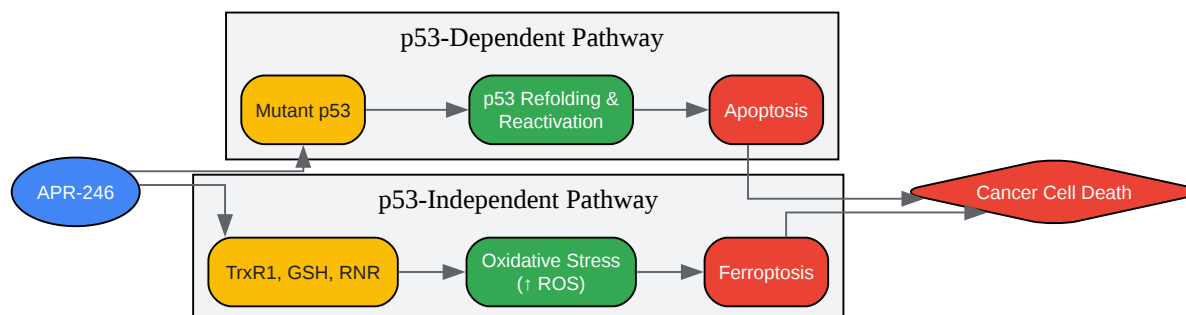 p53-Dependent Pathway
Mutant p53
p53 Refolding &
Reactivation
Apoptosis
APR-246
Cancer Cell Death
p53-Independent Pathway
TrxR1, GSH, RNR
Oxidative Stress
(↑ ROS)
Ferroptosis